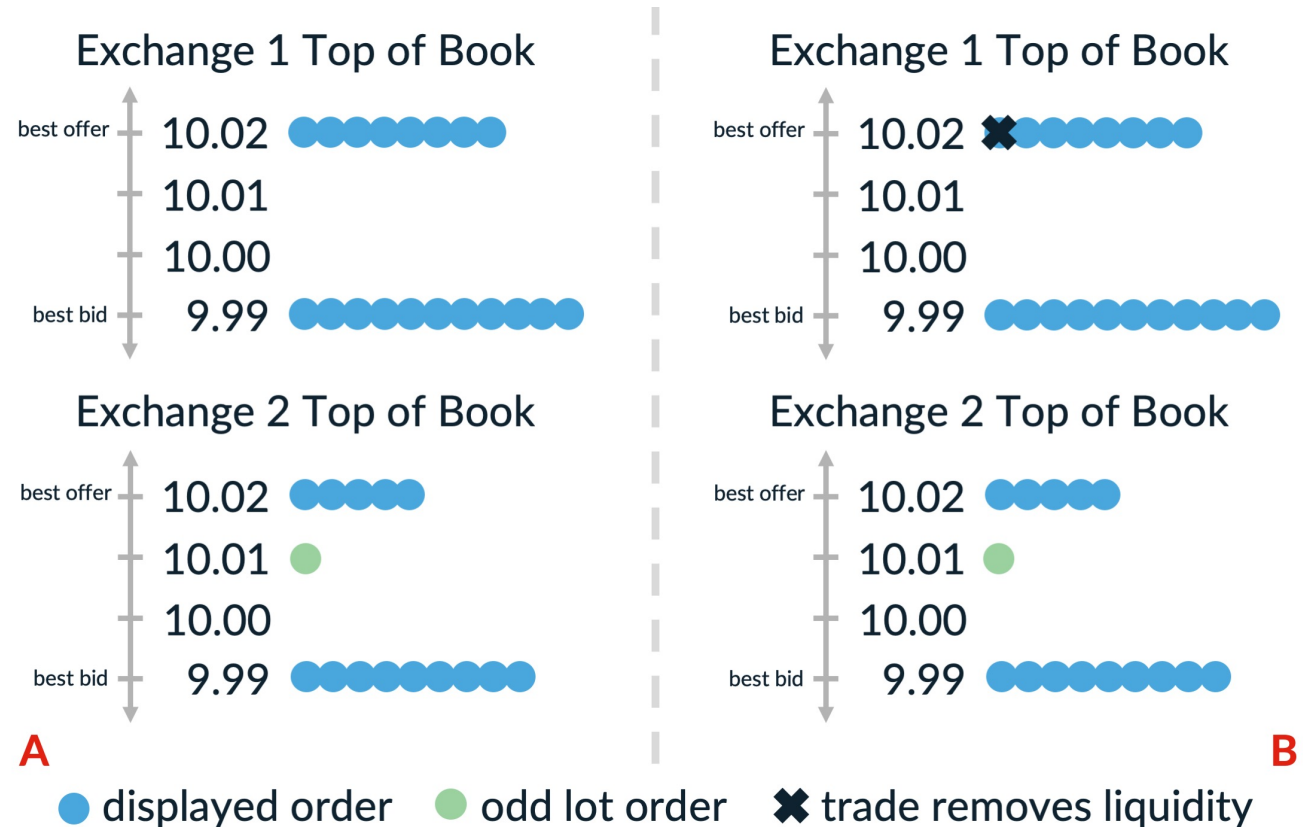 Exchange 1 Top of Book
best offer 10.02
10.01
10.00
best bid 9.99
Exchange 2 Top of Book
best offer 10.02
10.01
10.00
best bid 9.99
A
Exchange 1 Top of Book
best offer 10.02
10.01
10.00
best bid 9.99
Exchange 2 Top of Book
best offer 10.02
10.01
10.00
best bid 9.99
B
displayed order odd lot order trade removes liquidity